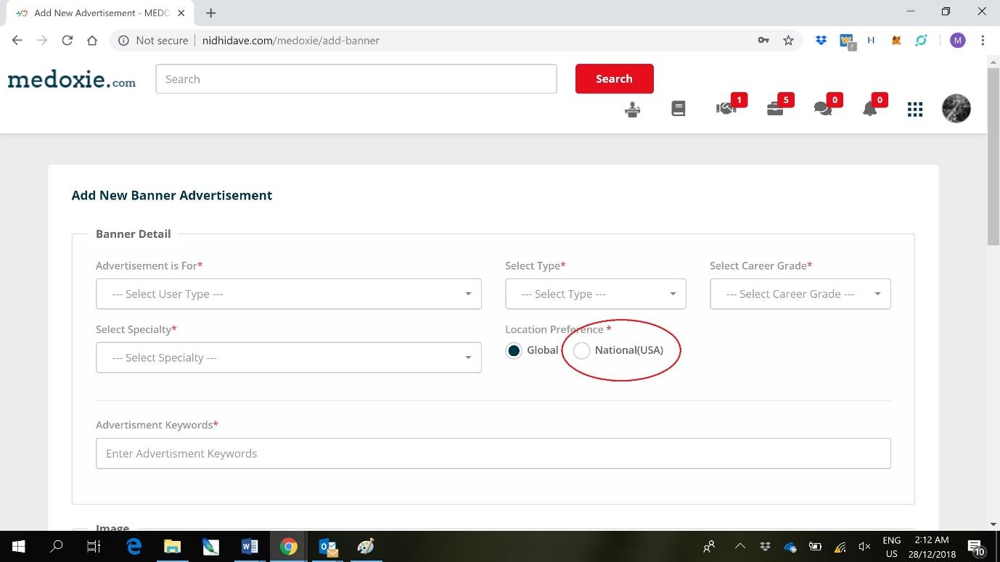 Add New Advertisement - MEDO
Not secure nidhidave.com/medoxie/add-banner
M
medoxie.com
Search
Search
1 5 0 0
Add New Banner Advertisement
Banner Detail
Advertisement is For* Select Type* Select Career Grade*
--- Select User Type --- --- Select Type --- --- Select Career Grade ---
Select Specialty* Location Preference *
--- Select Specialty --- Global National(USA)
Advertisment Keywords*
Enter Advertisment Keywords
Image
ENG 2:12 AM
US 28/12/2018 10